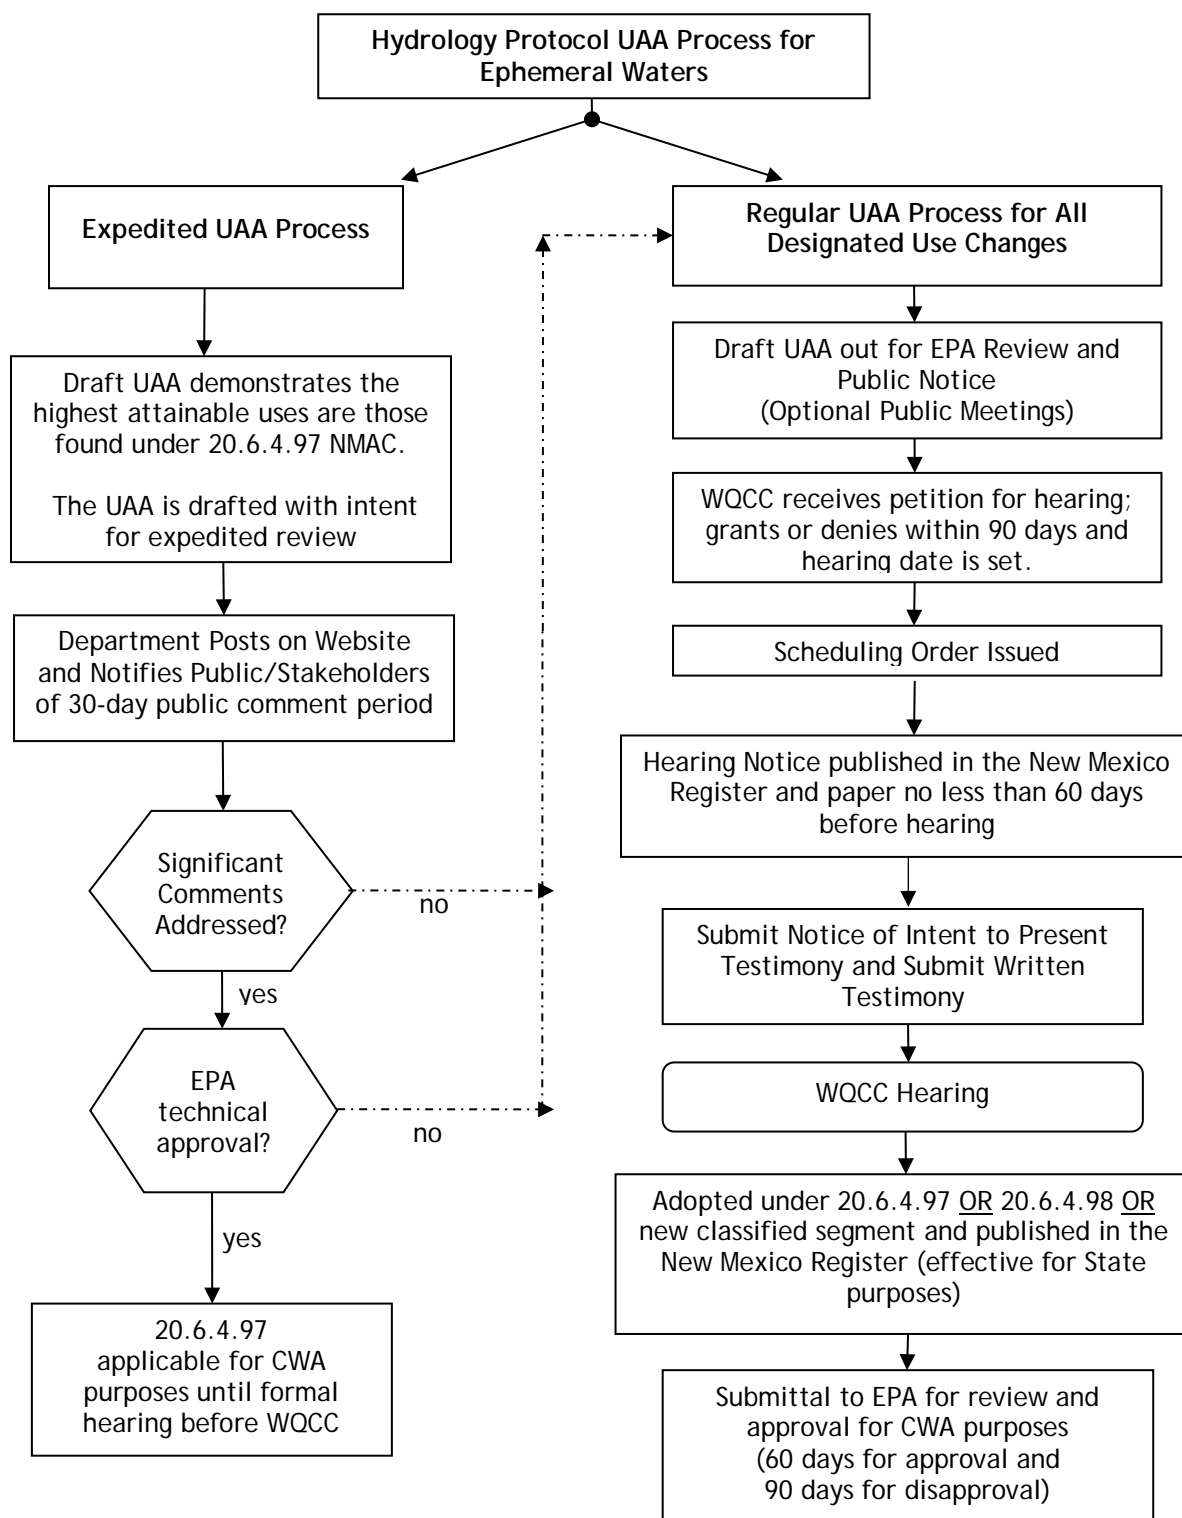 Hydrology Protocol UAA Process for
Ephemeral Waters
Expedited UAA Process
Draft UAA demonstrates the
highest attainable uses are those
found under 20.6.4.97 NMAC.
The UAA is drafted with intent
for expedited review
Department Posts on Website
and Notifies Public/Stakeholders
of 30-day public comment period
Significant
Comments
Addressed?
no
yes
EPA
technical
approval?
no
yes
20.6.4.97
applicable for CWA
purposes until formal
hearing before WQCC
Regular UAA Process for All
Designated Use Changes
Draft UAA out for EPA Review and
Public Notice
(Optional Public Meetings)
WQCC receives petition for hearing;
grants or denies within 90 days and
hearing date is set.
Scheduling Order Issued
Hearing Notice published in the New Mexico
Register and paper no less than 60 days
before hearing
Submit Notice of Intent to Present
Testimony and Submit Written
Testimony
WQCC Hearing
Adopted under 20.6.4.97 OR 20.6.4.98 OR
new classified segment and published in the
New Mexico Register (effective for State
purposes)
Submittal to EPA for review and
approval for CWA purposes
(60 days for approval and
90 days for disapproval)